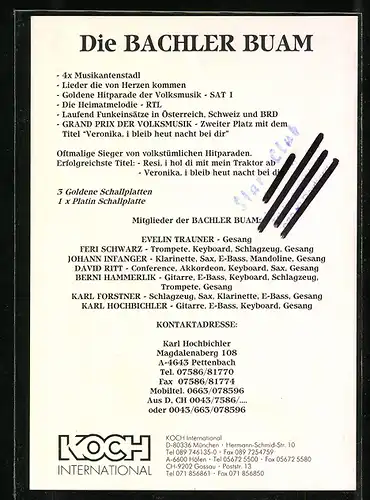 Die BACHLER BUAM
- 4x Musikantenstadl
- Lieder die von Herzen kommen
- Goldene Hitparade der Volksmusik - SAT 1
- Die Heimatmelodie - RTL
- Laufend Funkeinsätze in Österreich, Schweiz und BRD
- GRAND PRIX DER VOLKSMUSIK - Zweiter Platz mit dem
Titel "Veronika, i bleib heut nacht bei dir"
Oftmalige Sieger von volkstümlichen Hitparaden.
Erfolgreichste Titel: - Resi, i hol di mit mein Traktor ab
- Veronika, i bleib heut nacht bei di
Star-Club
3 Goldene Schallplatten
1 x Platin Schallplatte
Mitglieder der BACHLER BUAM:
EVELIN TRAUNER - Gesang
FERI SCHWARZ - Trompete, Keyboard, Schlagzeug, Gesang
JOHANN INFANGER - Klarinette, Sax, E-Bass, Mandoline, Gesang
DAVID RITT - Conference, Akkordeon, Keyboard, Sax, Gesang
BERNI HAMMERLIK - Gitarre, E-Bass, Keyboard, Schlagzeug,
Trompete, Gesang
KARL FORSTNER - Schlagzeug, Sax, Klarinette, E-Bass, Gesang
KARL HOCHBICHLER - Gitarre, E-Bass, Keyboard, Gesang
KONTAKTADRESSE:
Karl Hochbichler
Magdalenaberg 108
A-4643 Pettenbach
Tel. 07586/81770
Fax 07586/81774
Mobiltel. 0663/078596
Aus D, CH 0043/7586/....
oder 0043/663/078596
KOCH
INTERNATIONAL
KOCH International
D-80336 München · Hermann-Schmid-Str. 10
Tel 089 746135-0 · Fax 089 7254759
A-6600 Höfen · Tel 05672 5500 · Fax 05672 5580
CH-9202 Gossau · Poststr. 13
Tel 071 856861 · Fax 071 856850